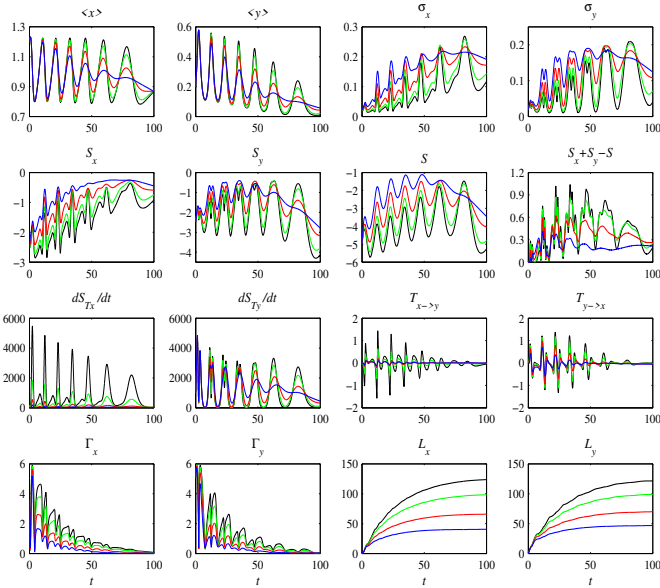 <x> <y> σx σy
1.3 1.1 0.9 0.7 0 50 100
0.6 0.4 0.2 0 0 50 100
0.3 0.2 0.1 0 0 50 100
0.2 0.1 0 0 50 100
Sx Sy S Sx+Sy−S
0 −1 −2 −3 0 50 100
0 −1 −2 −3 −4 0 50 100
−1 −2 −3 −4 −5 −6 0 50 100
1.2 0.9 0.6 0.3 0 0 50 100
dSTx/dt dSTy/dt Tx−>y Ty−>x
6000 4000 2000 0 0 50 100
6000 4000 2000 0 0 50 100
2 1 0 −1 −2 0 50 100
2 1 0 −1 −2 0 50 100
Γx Γy Lx Ly
6 4 2 0 0 50 100
6 4 2 0 0 50 100
150 100 50 0 0 50 100
150 100 50 0 0 50 100
t t t t